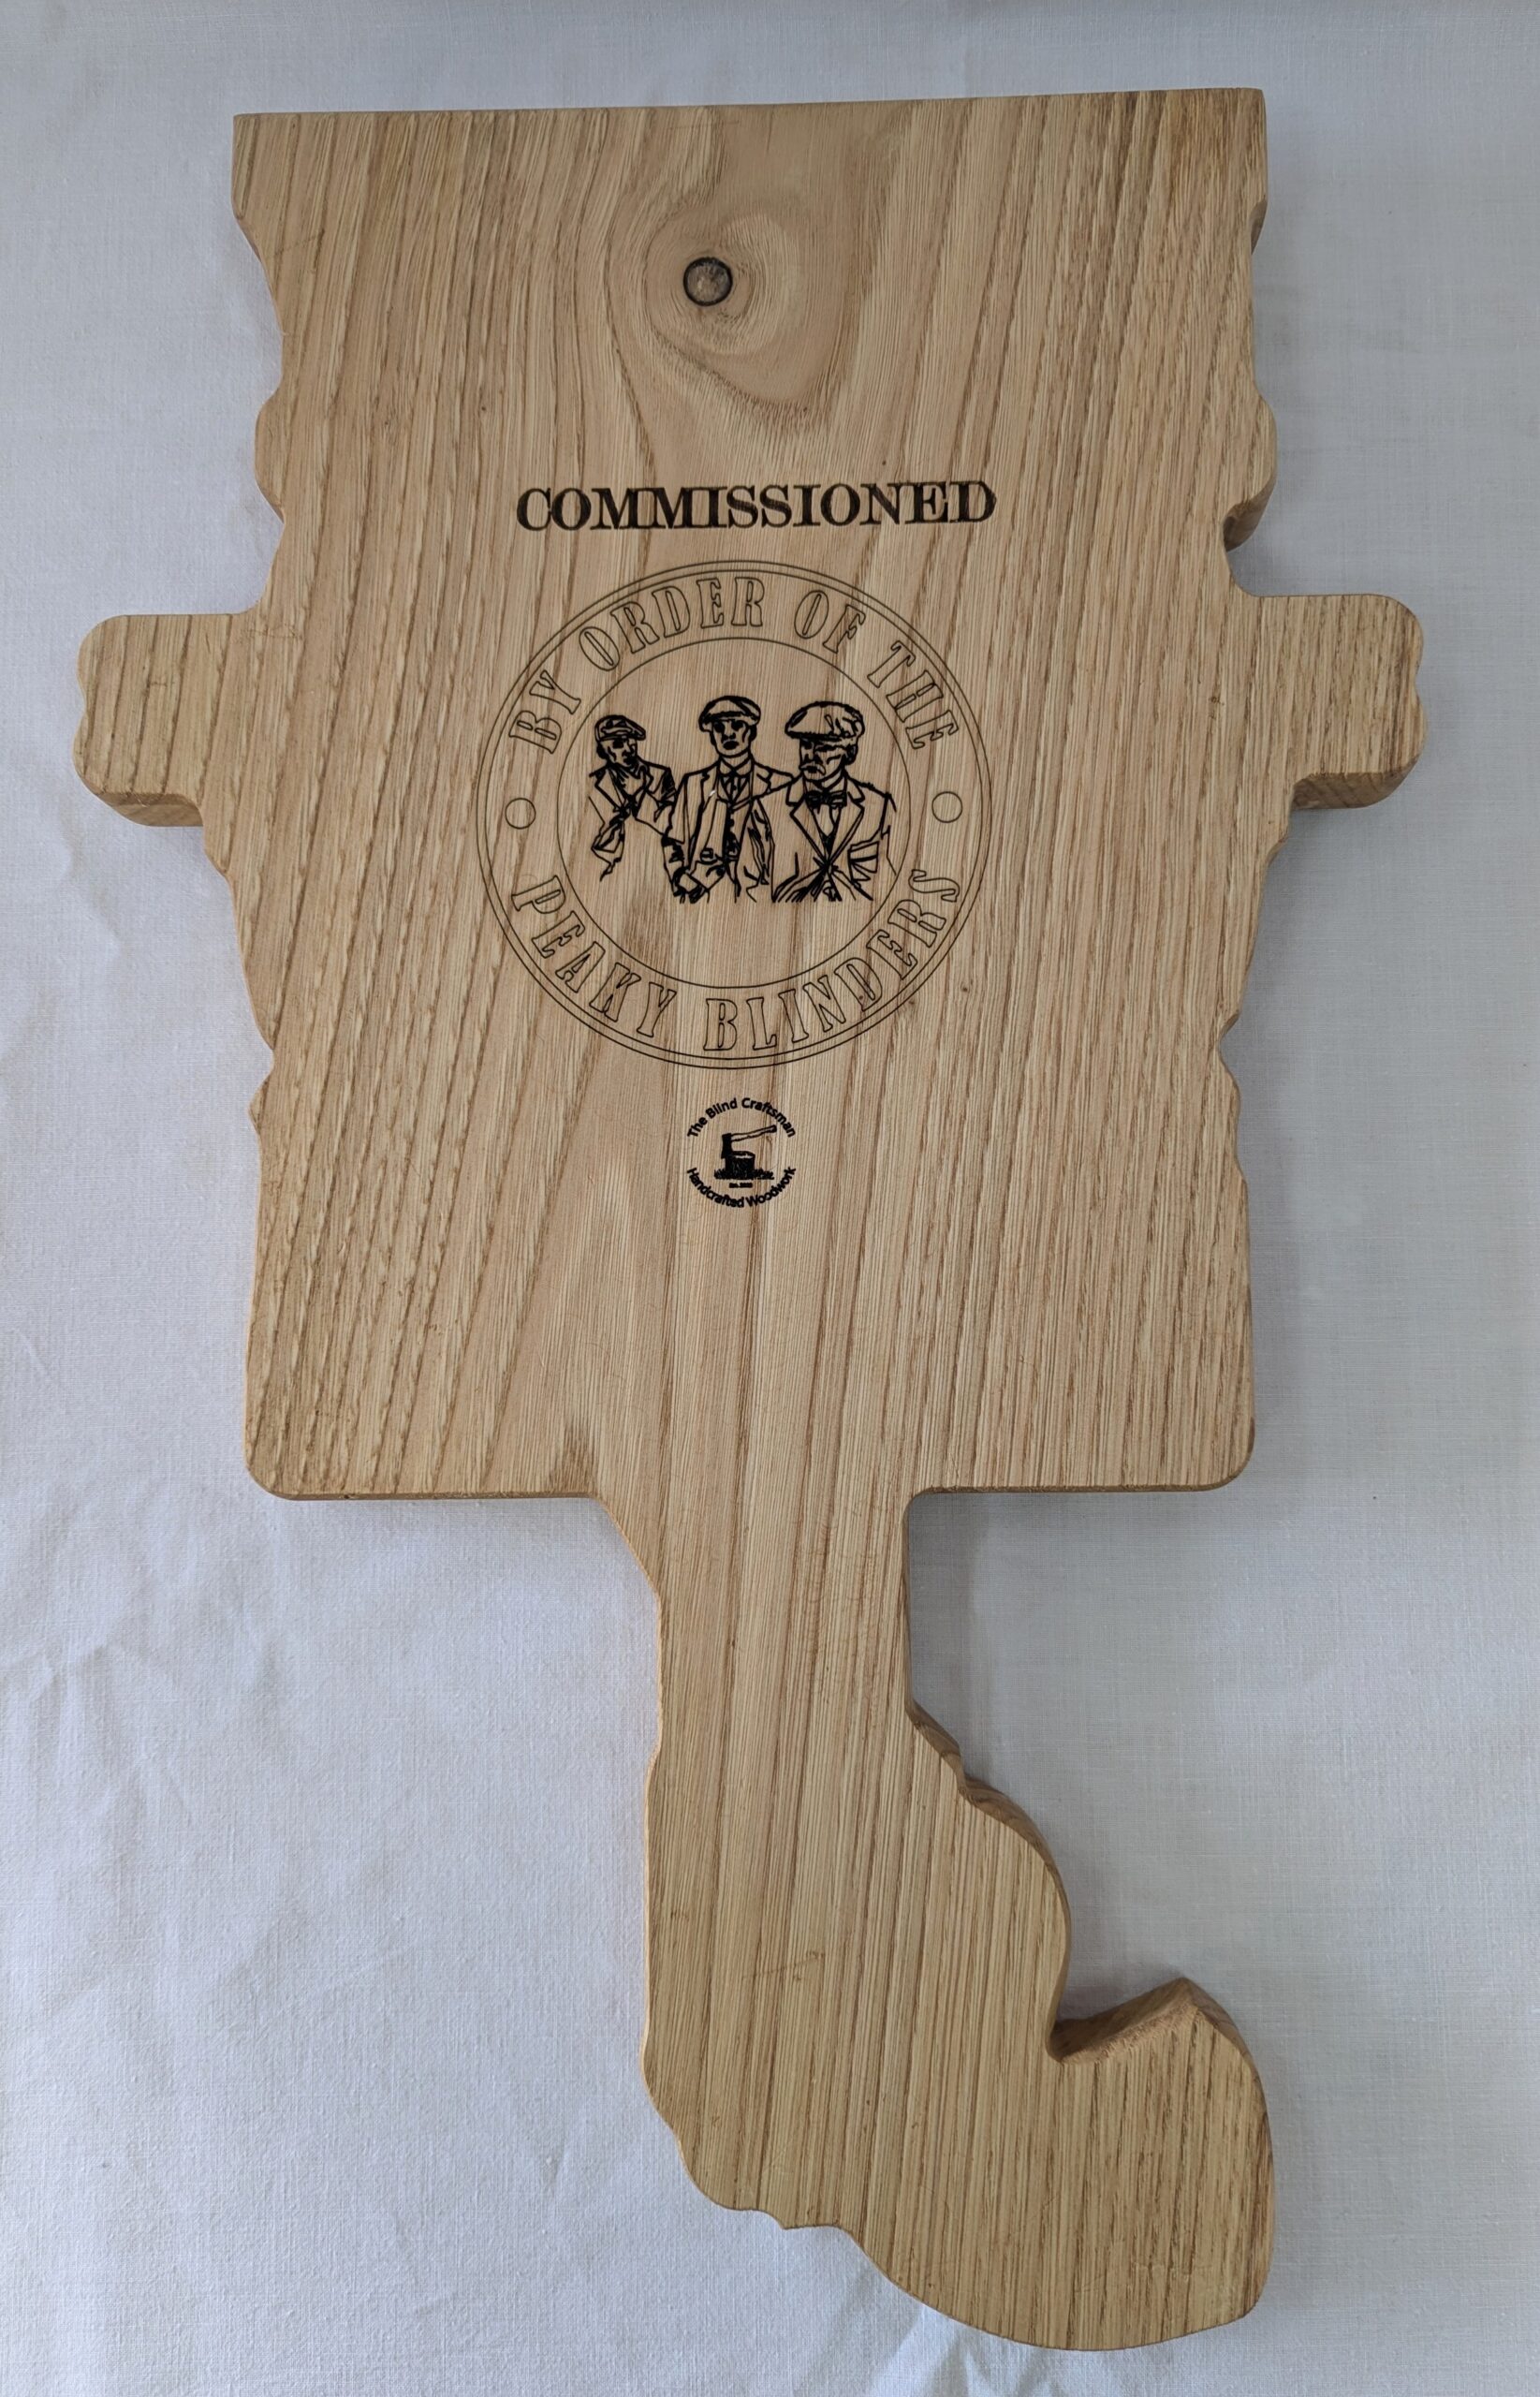 COMMISSIONED
BY ORDER OF THE
PEAKY BLINDERS
The Blind Craftsman
Handcrafted Woodwork